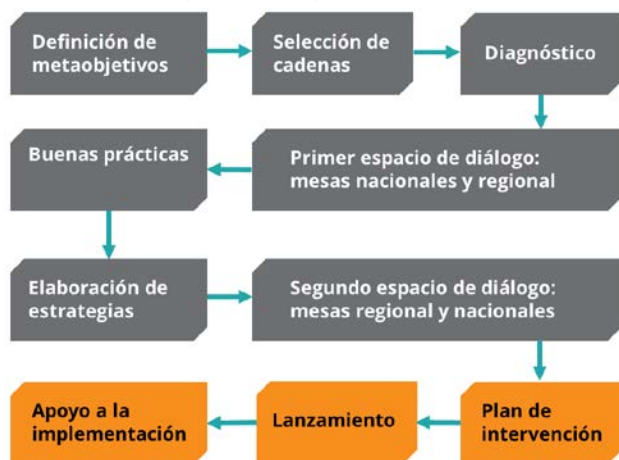 Definición de
metaobjetivos
Selección de
cadenas
Diagnóstico
Primer espacio de diálogo:
mesas nacionales y regional
Buenas prácticas
Elaboración de
estrategias
Segundo espacio de diálogo:
mesas regional y nacionales
Plan de
intervención
Lanzamiento
Apoyo a la
implementación